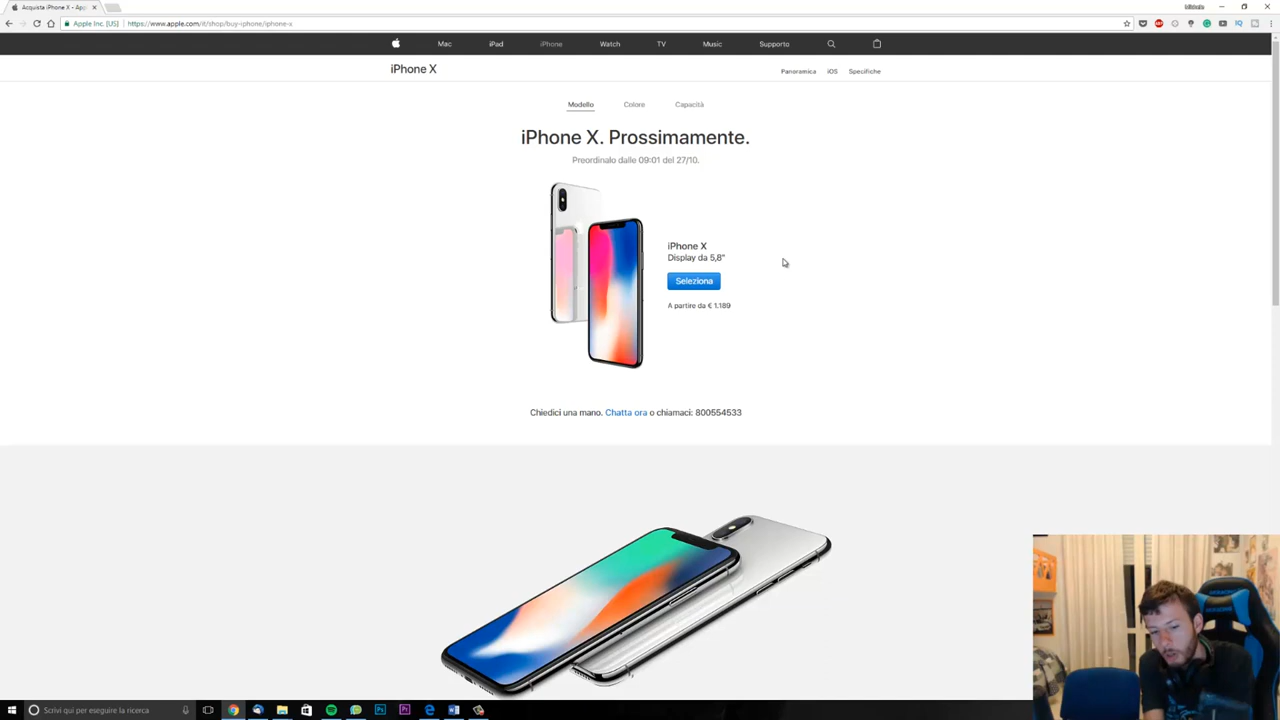 Acquista iPhone X - App
Apple Inc. [US]
https://www.apple.com/it/shop/buy-iphone/iphone-x
Mac
iPad
iPhone
Watch
TV
Music
Supporto
iPhone X
Panoramica
iOS
Specifiche
Modello
Colore
Capacità
iPhone X. Prossimamente.
Preordinalo dalle 09:01 del 27/10.
iPhone X
Display da 5,8"
Seleziona
A partire da € 1.189
Chiedici una mano. Chatta ora o chiamaci: 800554533
Scrivi qui per eseguire la ricerca